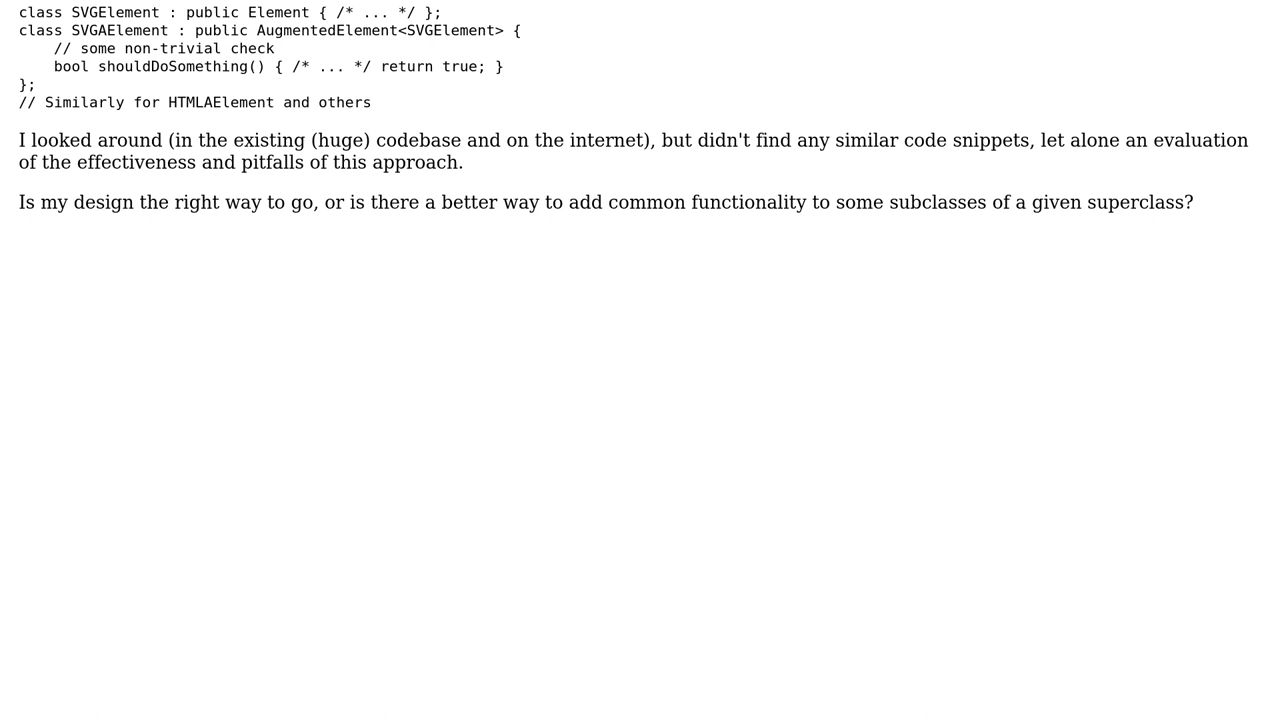 class SVGElement : public Element { /* ... */ };
class SVGAElement : public AugmentedElement<SVGElement> {
    // some non-trivial check
    bool shouldDoSomething() { /* ... */ return true; }
};
// Similarly for HTMLAElement and others
I looked around (in the existing (huge) codebase and on the internet), but didn't find any similar code snippets, let alone an evaluation
of the effectiveness and pitfalls of this approach.
Is my design the right way to go, or is there a better way to add common functionality to some subclasses of a given superclass?